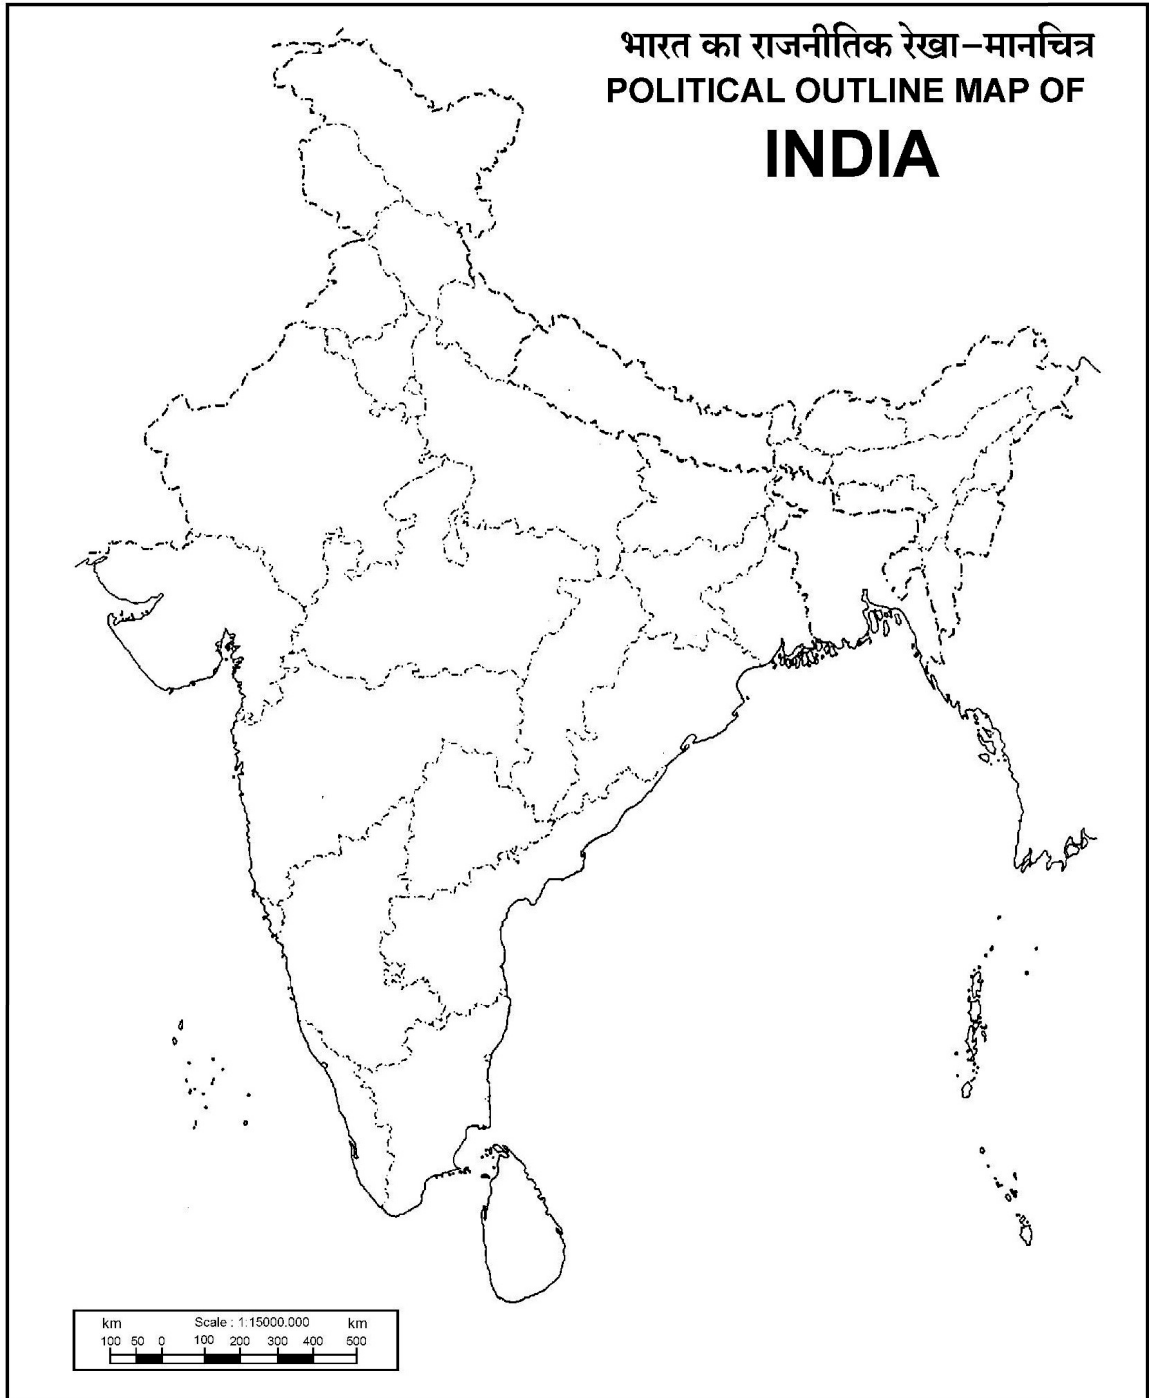 भारत का राजनीतिक रेखा–मानचित्र
POLITICAL OUTLINE MAP OF
INDIA
km Scale : 1:15000.000 km
100 50 0 100 200 300 400 500